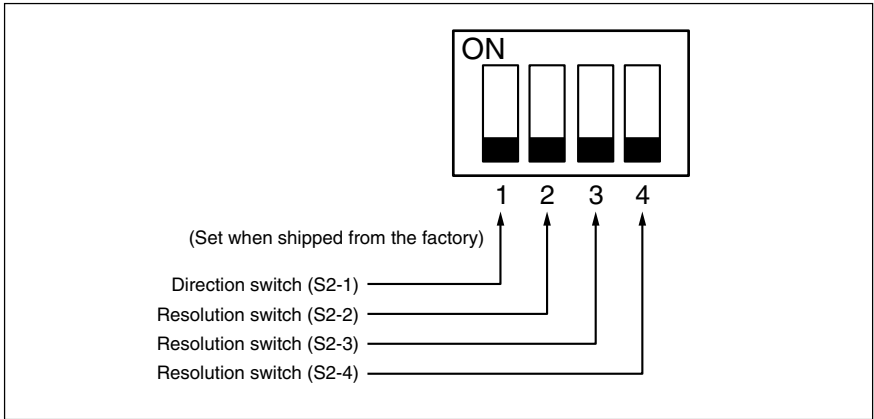 ON
1 2 3 4
(Set when shipped from the factory)
Direction switch (S2-1)
Resolution switch (S2-2)
Resolution switch (S2-3)
Resolution switch (S2-4)